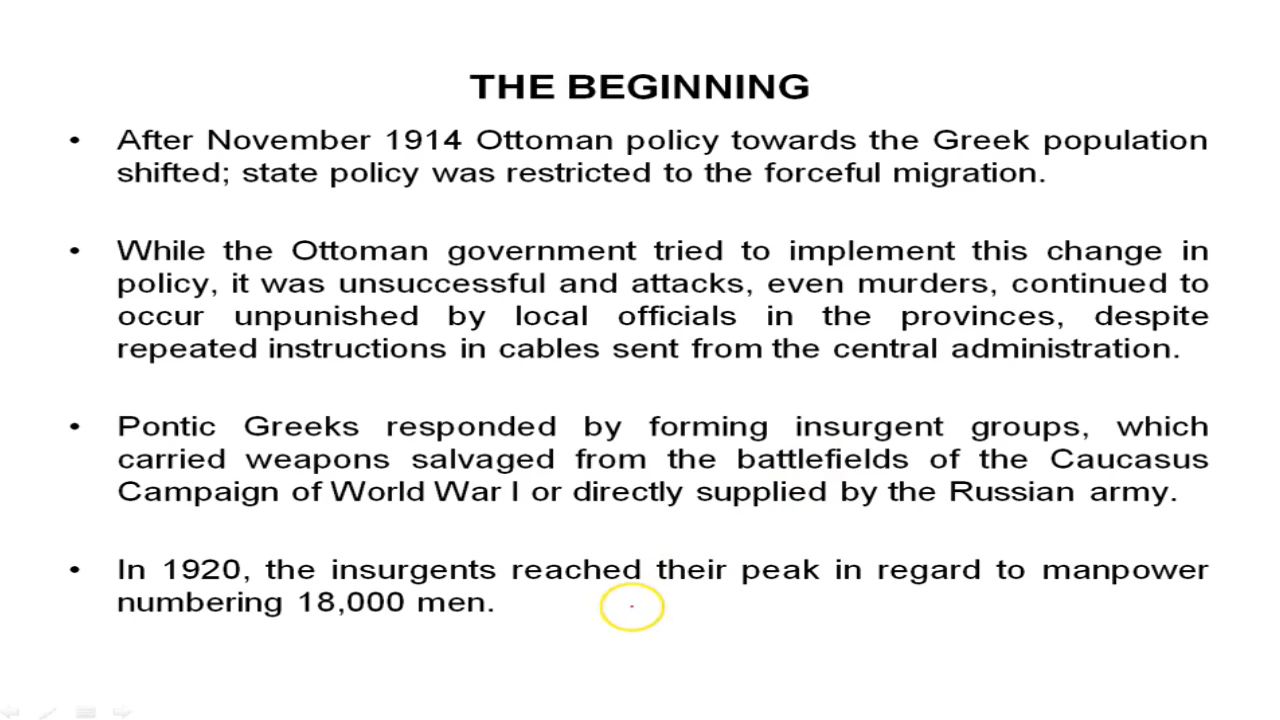 THE BEGINNING
• After November 1914 Ottoman policy towards the Greek population
shifted; state policy was restricted to the forceful migration.
• While the Ottoman government tried to implement this change in
policy, it was unsuccessful and attacks, even murders, continued to
occur unpunished by local officials in the provinces, despite
repeated instructions in cables sent from the central administration.
• Pontic Greeks responded by forming insurgent groups, which
carried weapons salvaged from the battlefields of the Caucasus
Campaign of World War I or directly supplied by the Russian army.
• In 1920, the insurgents reached their peak in regard to manpower
numbering 18,000 men.